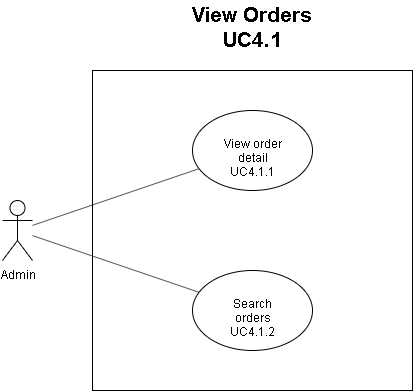 View Orders
UC4.1
View order
detail
UC4.1.1
Admin
Search
orders
UC4.1.2